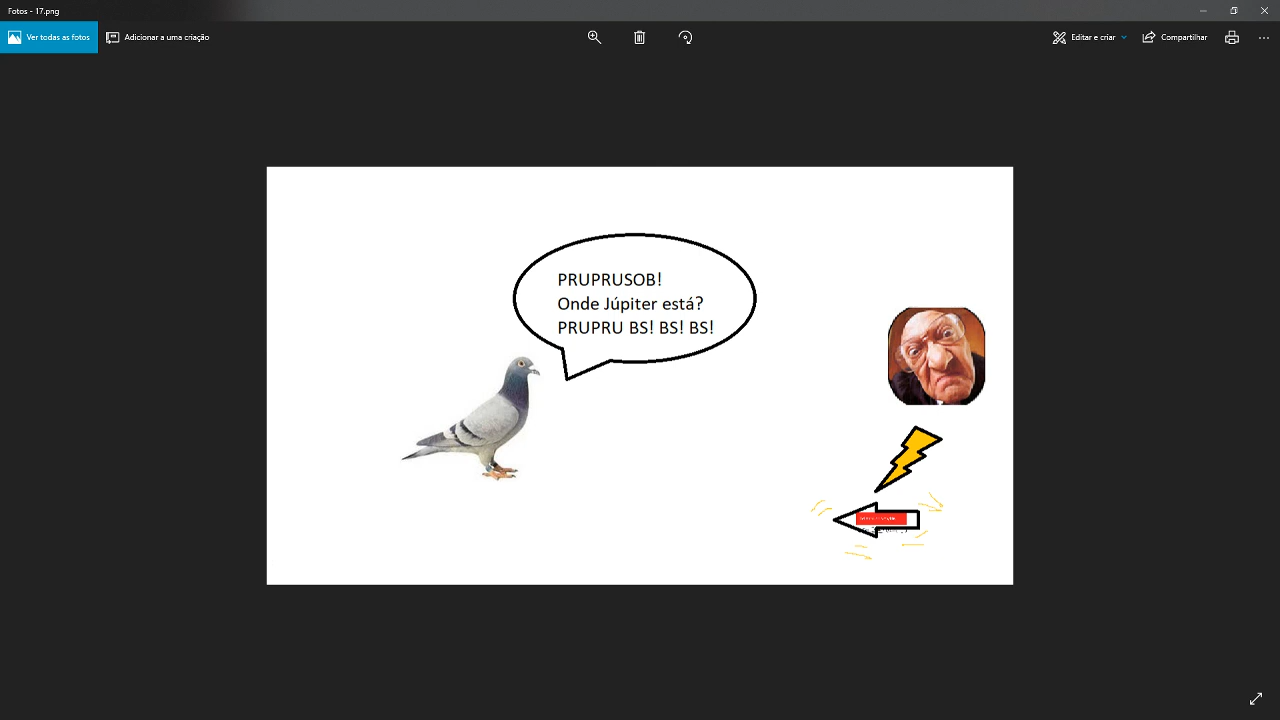 Fotos - 17.png
Ver todas as fotos
Adicionar a uma criação
Editar e criar
Compartilhar
PRUPRUSOB!
Onde Júpiter está?
PRUPRU BS! BS! BS!